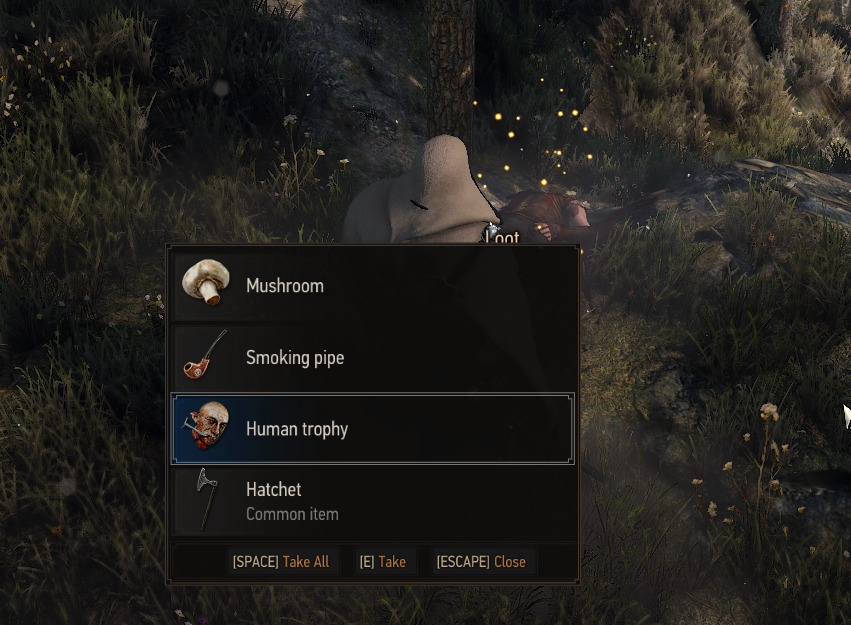 Loot
Mushroom
Smoking pipe
Human trophy
Hatchet
Common item
[SPACE] Take All [E] Take [ESCAPE] Close